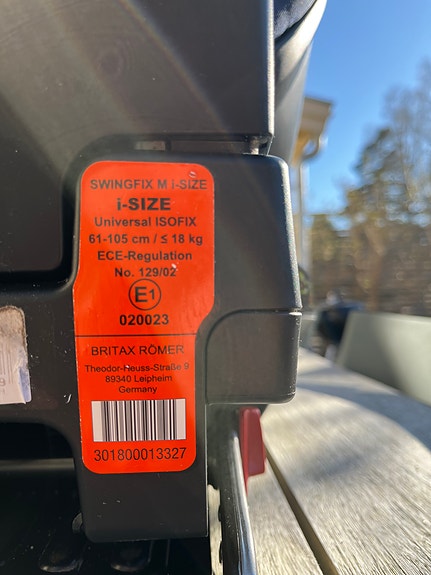 SWINGFIX M i-SIZE
i-SIZE
Universal ISOFIX
61-105 cm / ≤ 18 kg
ECE-Regulation
No. 129/02
E1
020023
BRITAX RÖMER
Theodor-Heuss-Straße 9
89340 Leipheim
Germany
301800013327